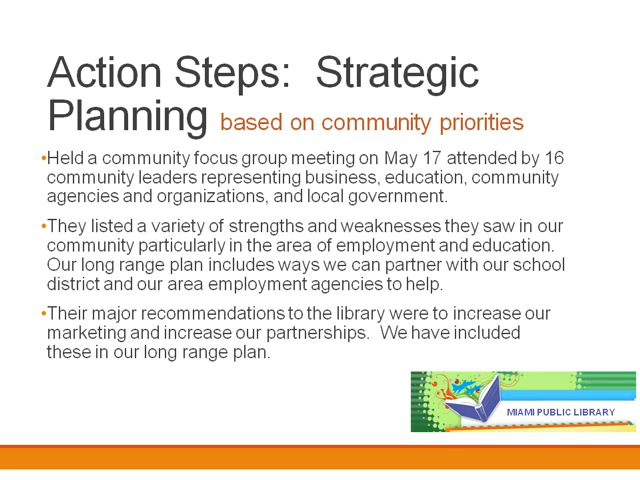 Action Steps:  Strategic
Planning based on community priorities
•Held a community focus group meeting on May 17 attended by 16
community leaders representing business, education, community
agencies and organizations, and local government.
•They listed a variety of strengths and weaknesses they saw in our
community particularly in the area of employment and education.
Our long range plan includes ways we can partner with our school
district and our area employment agencies to help.
•Their major recommendations to the library were to increase our
marketing and increase our partnerships.  We have included
these in our long range plan.
MIAMI PUBLIC LIBRARY